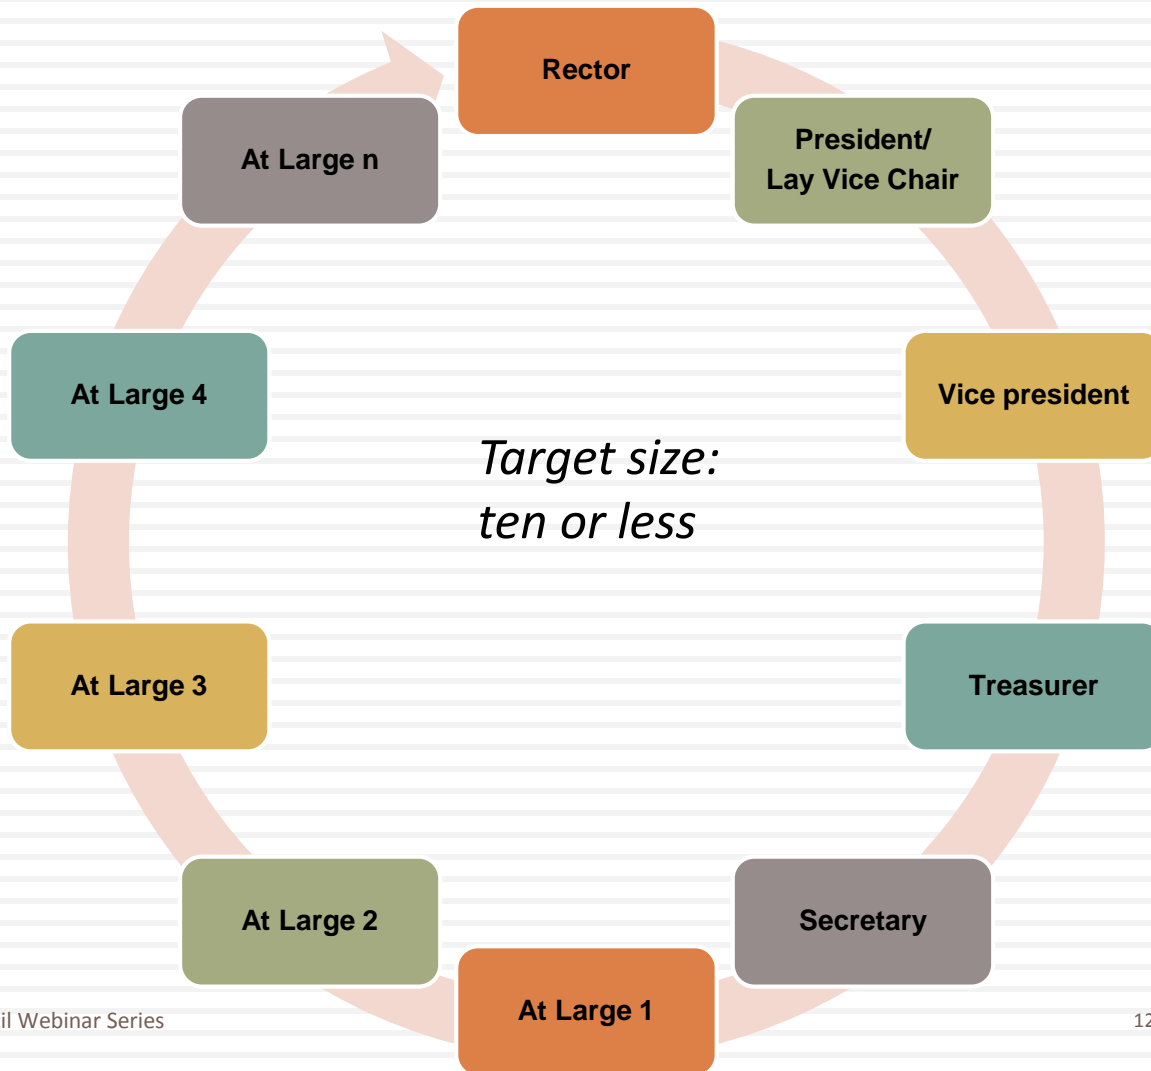 Rector
President/
Lay Vice Chair
Vice president
Treasurer
Secretary
At Large 1
At Large 2
At Large 3
At Large 4
At Large n
Target size:
ten or less
il Webinar Series
12